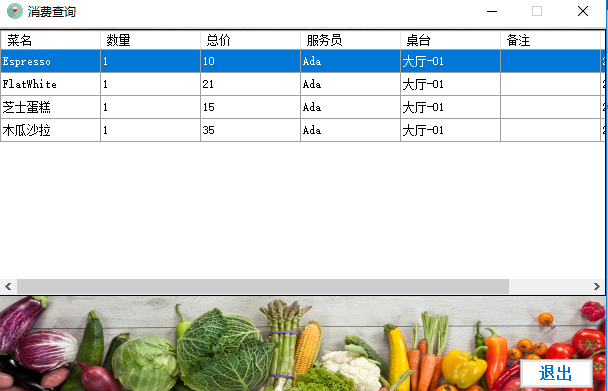 消费查询
菜名 数量 总价 服务员 桌台 备注
Espresso 1 10 Ada 大厅-01
FlatWhite 1 21 Ada 大厅-01
芝士蛋糕 1 15 Ada 大厅-01
木瓜沙拉 1 35 Ada 大厅-01
退出